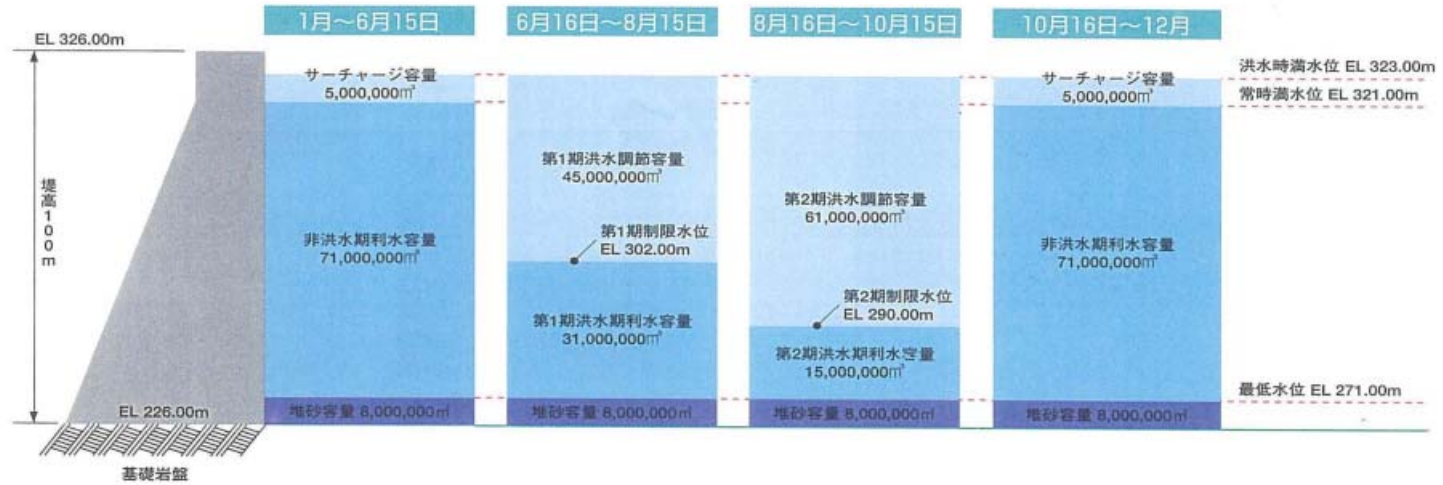 1月～6月15日
6月16日～8月15日
8月16日～10月15日
10月16日～12月
EL 326.00m
堤高100m
EL 226.00m
基礎岩盤
サーチャージ容量
5,000,000㎥
非洪水期利水容量
71,000,000㎥
堆砂容量 8,000,000㎥
第1期洪水調節容量
45,000,000㎥
第1期制限水位
EL 302.00m
第1期洪水期利水容量
31,000,000㎥
堆砂容量 8,000,000㎥
第2期洪水調節容量
61,000,000㎥
第2期制限水位
EL 290.00m
第2期洪水期利水容量
15,000,000㎥
堆砂容量 8,000,000㎥
サーチャージ容量
5,000,000㎥
非洪水期利水容量
71,000,000㎥
堆砂容量 8,000,000㎥
洪水時満水位 EL 323.00m
常時満水位 EL 321.00m
最低水位 EL 271.00m